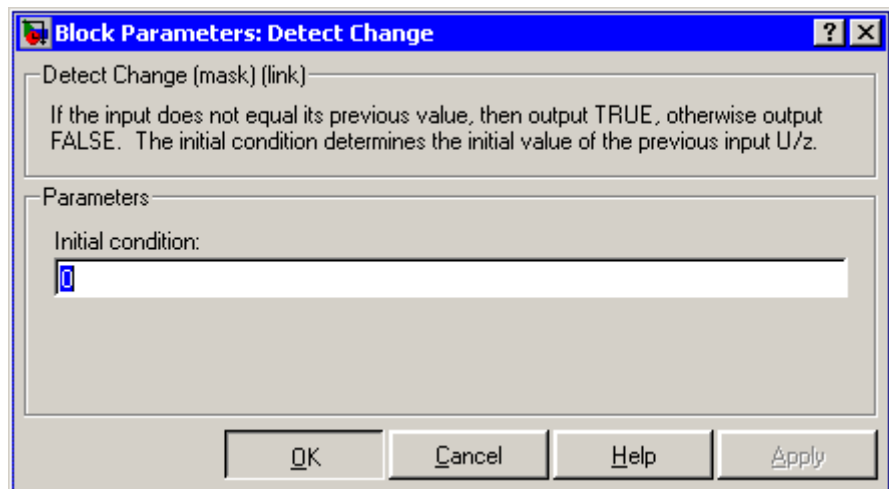 Block Parameters: Detect Change
Detect Change (mask) (link)
If the input does not equal its previous value, then output TRUE, otherwise output
FALSE.  The initial condition determines the initial value of the previous input U/z.
Parameters
Initial condition:
0
OK
Cancel
Help
Apply